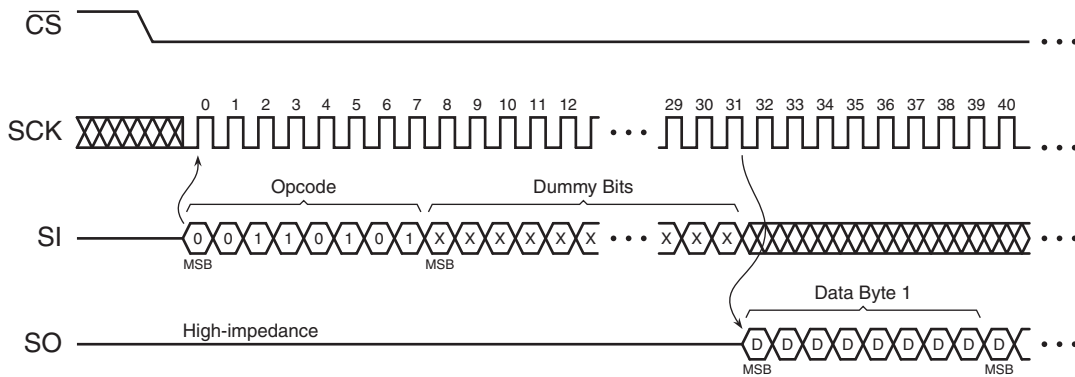 CS
0 1 2 3 4 5 6 7 8 9 10 11 12 29 30 31 32 33 34 35 36 37 38 39 40
SCK
Opcode Dummy Bits
SI 0 0 1 1 0 1 0 1 X X X X X X X X X
MSB MSB
Data Byte 1
High-impedance
SO D D D D D D D D D
MSB MSB